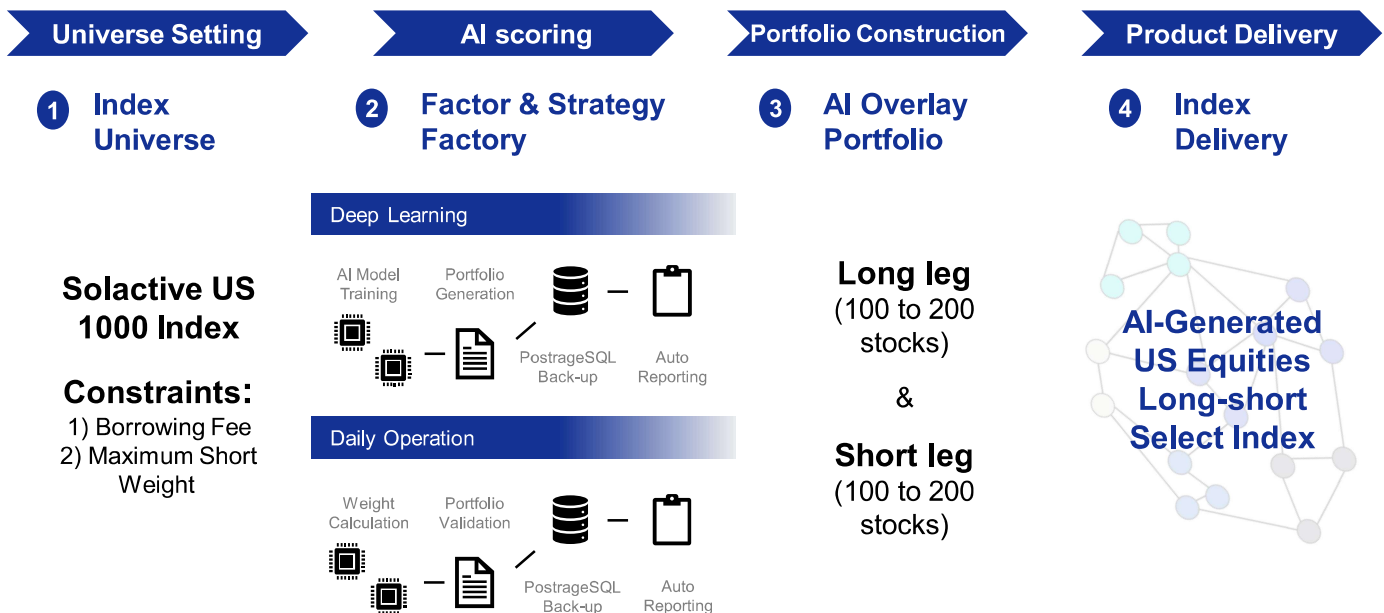 Universe Setting
AI scoring
Portfolio Construction
Product Delivery
1
Index
Universe
2
Factor & Strategy
Factory
3
AI Overlay
Portfolio
4
Index
Delivery
Solactive US
1000 Index
Constraints:
1) Borrowing Fee
2) Maximum Short
Weight
Deep Learning
AI Model
Training
Portfolio
Generation
PostrageSQL
Back-up
Auto
Reporting
Daily Operation
Weight
Calculation
Portfolio
Validation
PostrageSQL
Back-up
Auto
Reporting
Long leg
(100 to 200
stocks)
&
Short leg
(100 to 200
stocks)
AI-Generated
US Equities
Long-short
Select Index